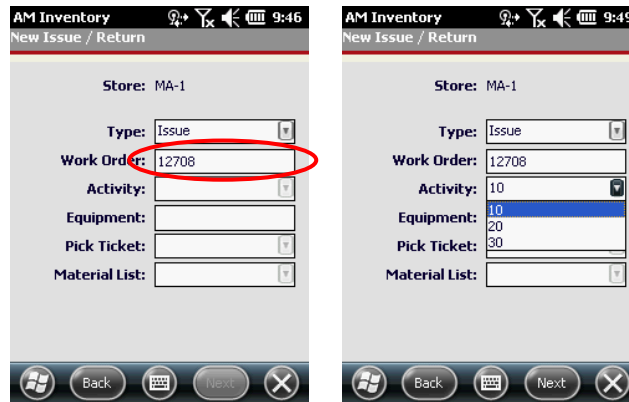 AM Inventory 9:46
New Issue / Return
Store: MA-1
Type: Issue
Work Order: 12708
Activity:
Equipment:
Pick Ticket:
Material List:
Back Next
AM Inventory 9:49
New Issue / Return
Store: MA-1
Type: Issue
Work Order: 12708
Activity: 10
10
Equipment:
20
Pick Ticket:
30
Material List:
Back Next